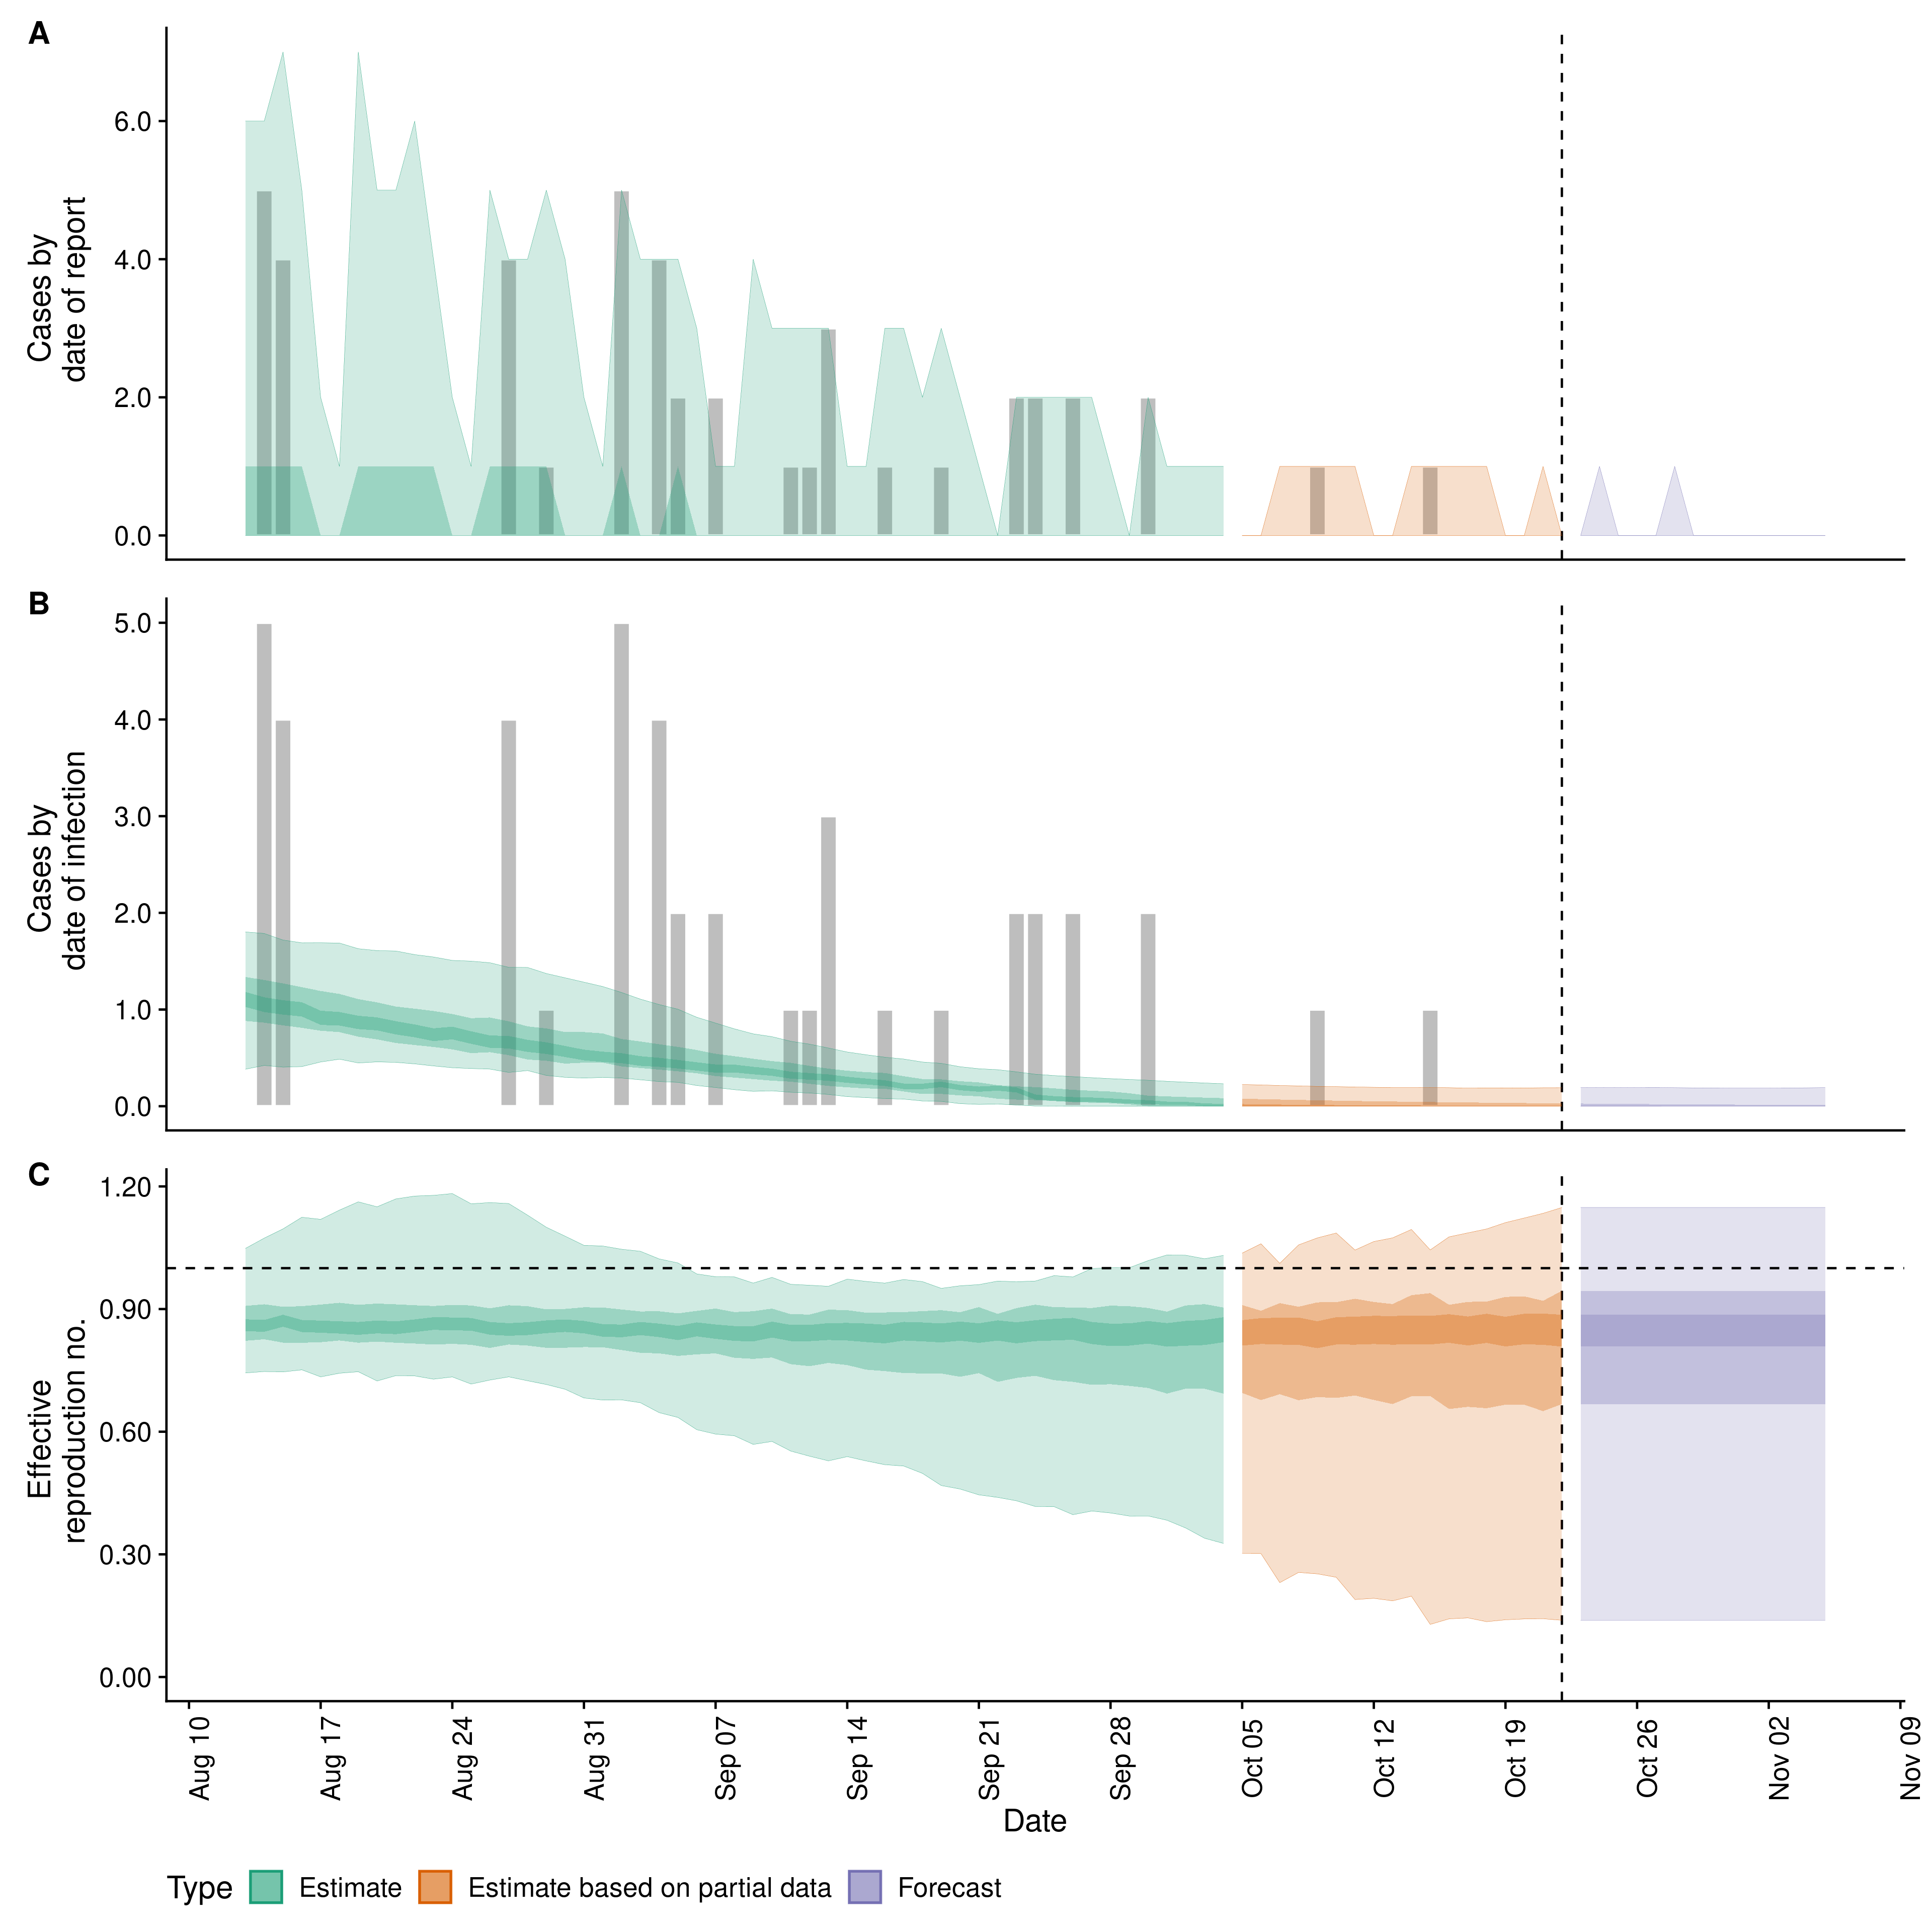 A
Cases by
date of report
6.0
4.0
2.0
0.0
B
Cases by
date of infection
5.0
4.0
3.0
2.0
1.0
0.0
C
Effective
reproduction no.
1.20
0.90
0.60
0.30
0.00
Aug 10
Aug 17
Aug 24
Aug 31
Sep 07
Sep 14
Sep 21
Sep 28
Oct 05
Oct 12
Oct 19
Oct 26
Nov 02
Nov 09
Date
Type Estimate Estimate based on partial data Forecast